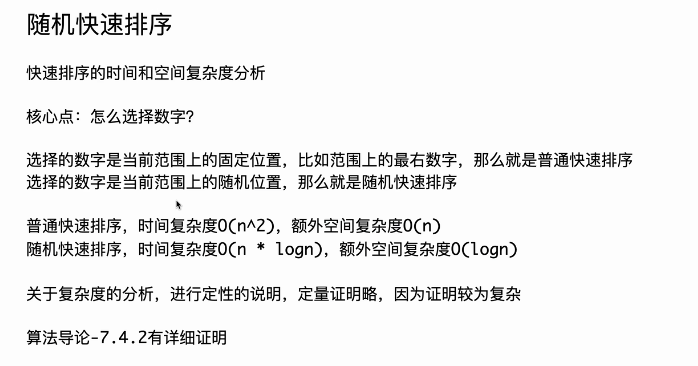 随机快速排序
快速排序的时间和空间复杂度分析
核心点：怎么选择数字？
选择的数字是当前范围上的固定位置，比如范围上的最右数字，那么就是普通快速排序
选择的数字是当前范围上的随机位置，那么就是随机快速排序
普通快速排序，时间复杂度O(n^2)，额外空间复杂度O(n)
随机快速排序，时间复杂度O(n * logn)，额外空间复杂度O(logn)
关于复杂度的分析，进行定性的说明，定量证明略，因为证明较为复杂
算法导论-7.4.2有详细证明